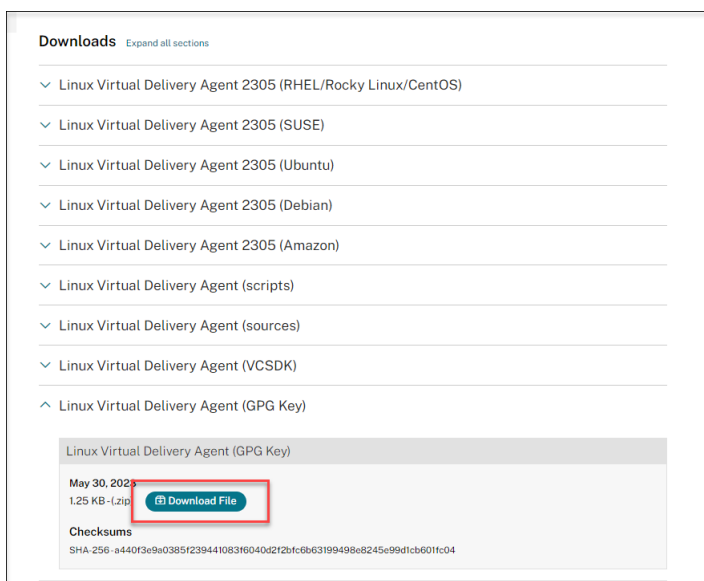 Downloads Expand all sections
Linux Virtual Delivery Agent 2305 (RHEL/Rocky Linux/CentOS)
Linux Virtual Delivery Agent 2305 (SUSE)
Linux Virtual Delivery Agent 2305 (Ubuntu)
Linux Virtual Delivery Agent 2305 (Debian)
Linux Virtual Delivery Agent 2305 (Amazon)
Linux Virtual Delivery Agent (scripts)
Linux Virtual Delivery Agent (sources)
Linux Virtual Delivery Agent (VCSDK)
Linux Virtual Delivery Agent (GPG Key)
Linux Virtual Delivery Agent (GPG Key)
May 30, 2023
1.25 KB - (.zip) Download File
Checksums
SHA-256 - a440f3e9a0385f239441083f6040d2f2bfc6b63199498e8245e99d1cb601fc04